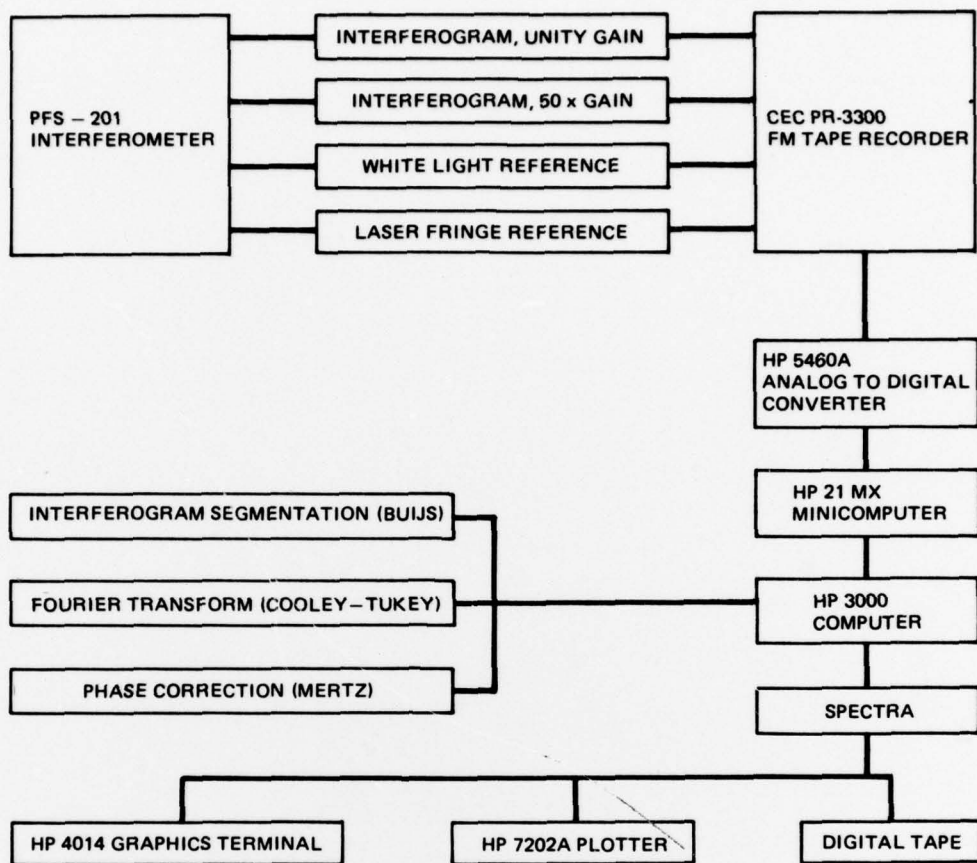 INTERFEROGRAM, UNITY GAIN
INTERFEROGRAM, 50 x GAIN
PFS – 201
INTERFEROMETER
CEC PR-3300
FM TAPE RECORDER
WHITE LIGHT REFERENCE
LASER FRINGE REFERENCE
HP 5460A
ANALOG TO DIGITAL
CONVERTER
HP 21 MX
MINICOMPUTER
INTERFEROGRAM SEGMENTATION (BUIJS)
FOURIER TRANSFORM (COOLEY–TUKEY)
HP 3000
COMPUTER
PHASE CORRECTION (MERTZ)
SPECTRA
HP 4014 GRAPHICS TERMINAL
HP 7202A PLOTTER
DIGITAL TAPE